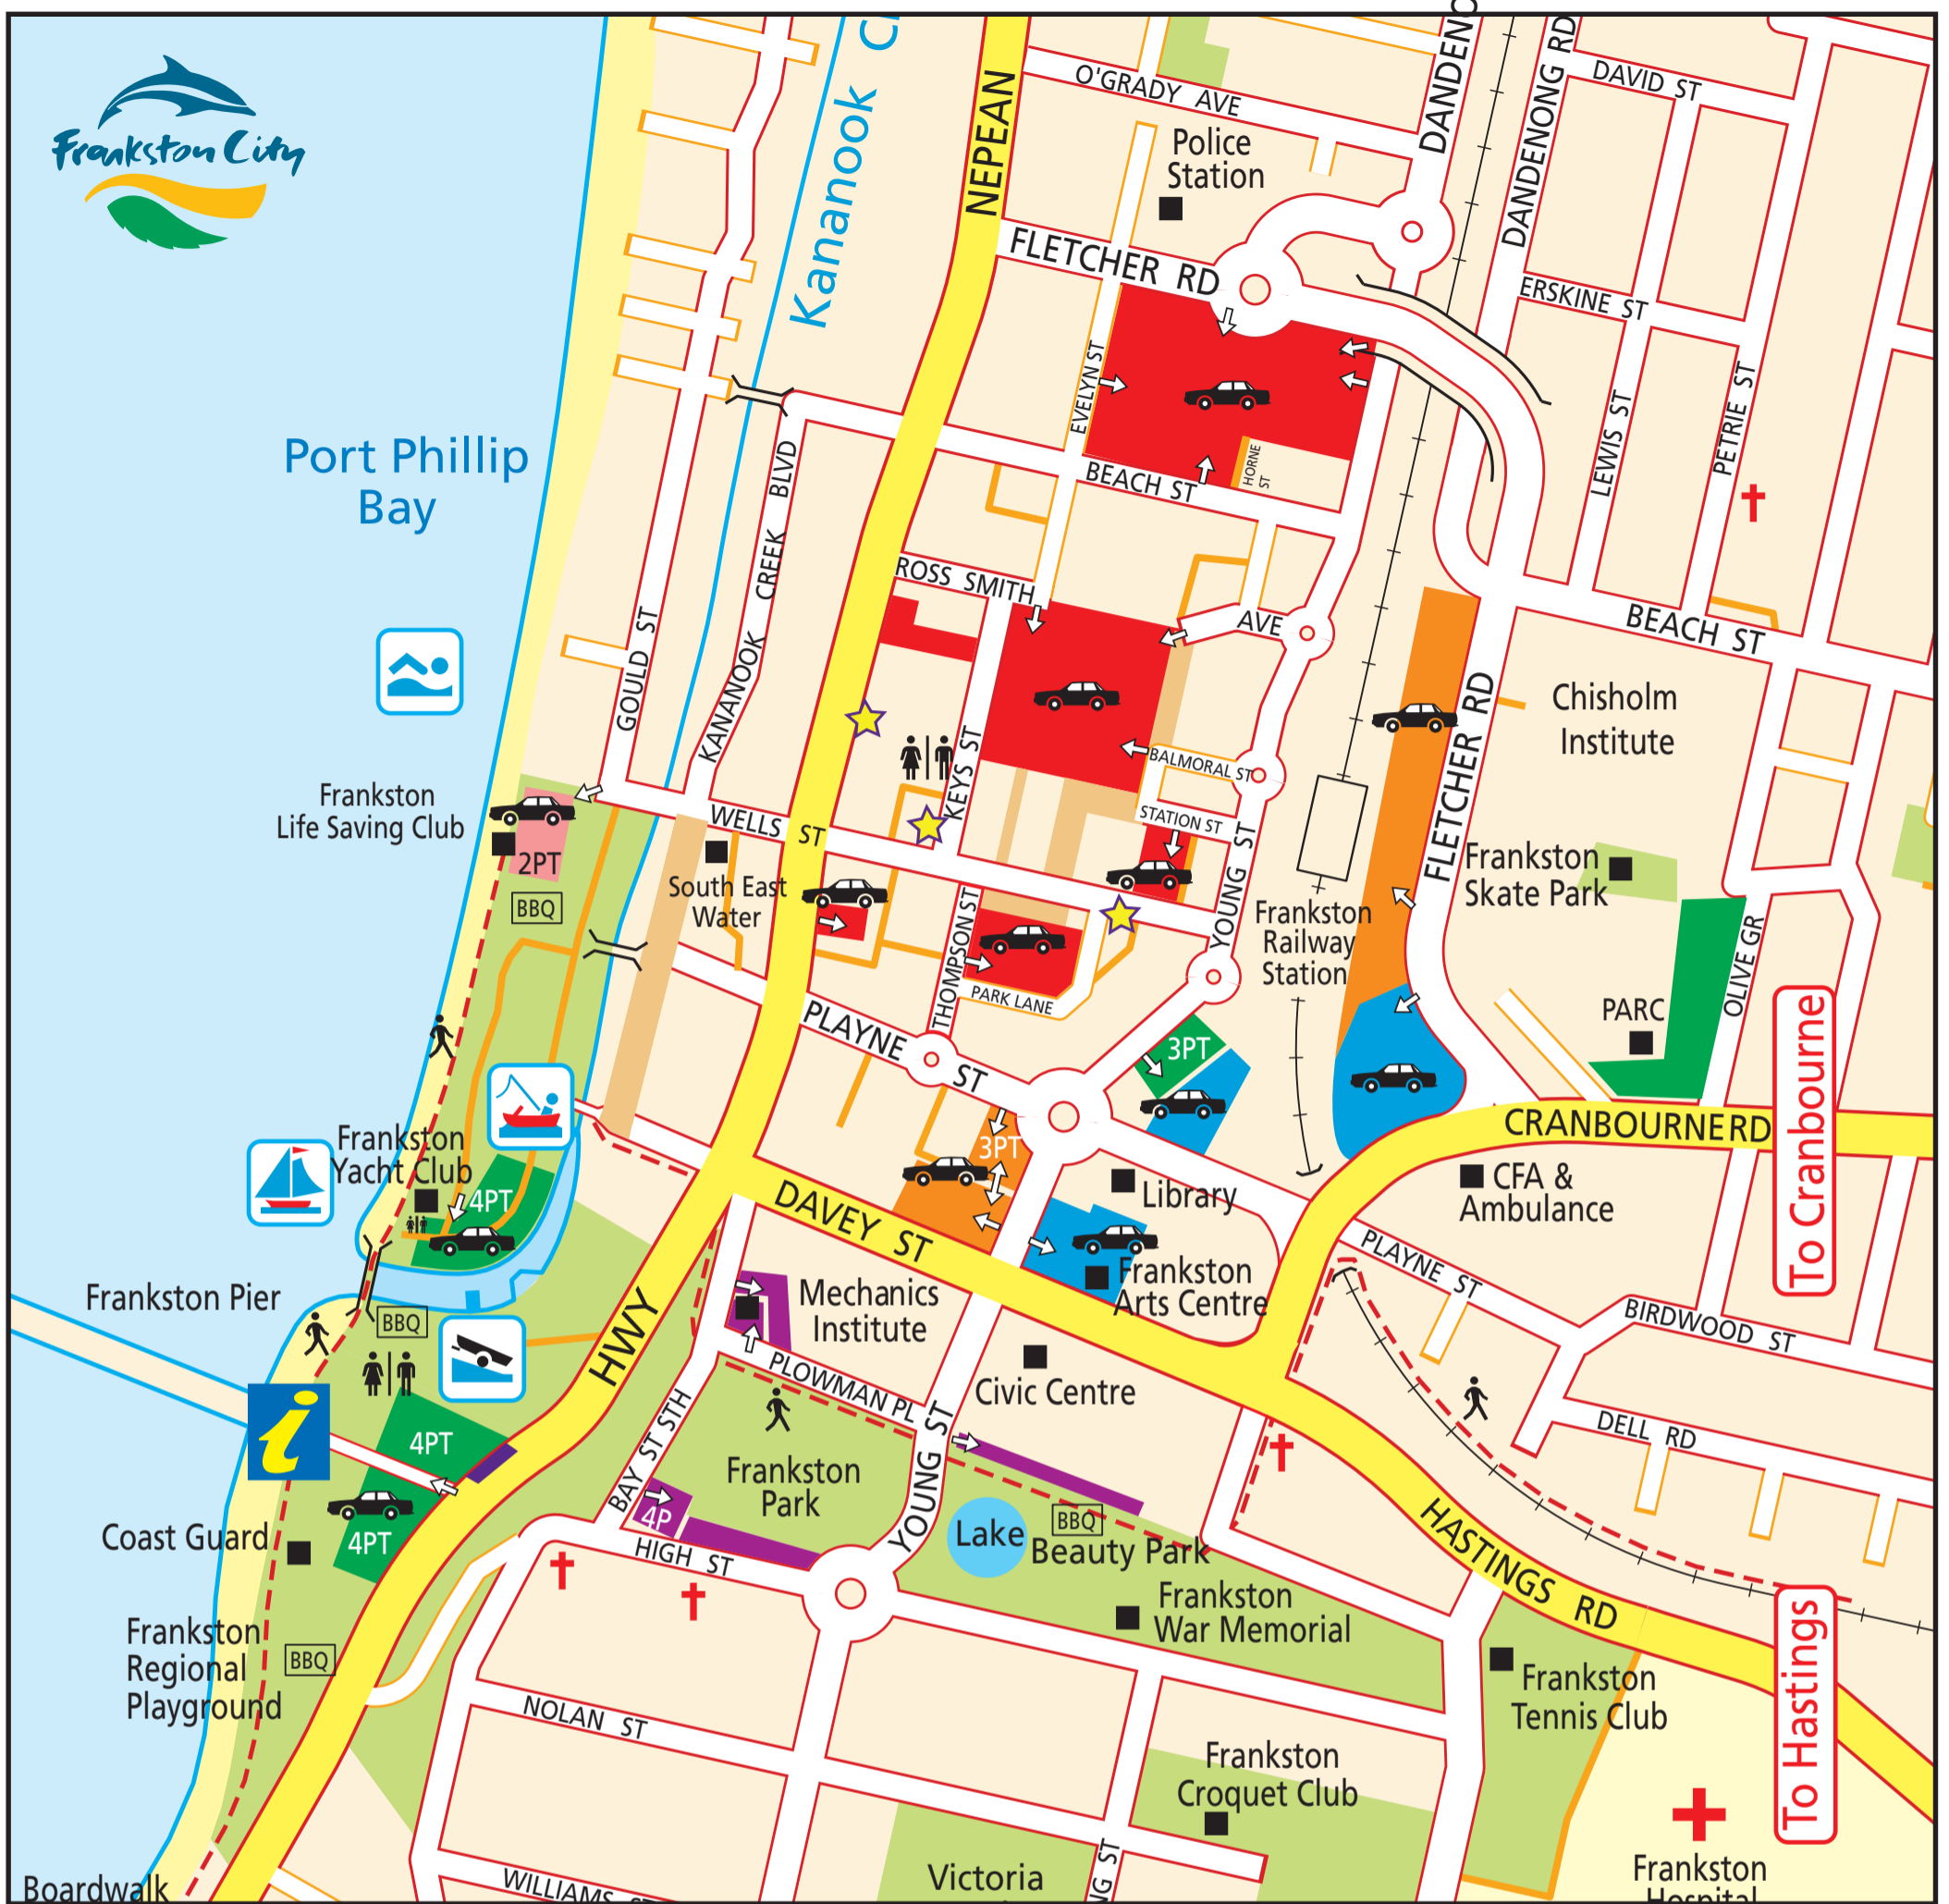 Frankston City
Kananook C
NEPEAN
O'GRADY AVE
DANDENO
DANDENONG RD
DAVID ST
Police
Station
FLETCHER RD
ERSKINE ST
EVELYN ST
HORNE
ST
LEWIS ST
PETRIE ST
Port Phillip
Bay
KANANOOK CREEK BLVD
BEACH ST
ROSS SMITH
AVE
BEACH ST
GOULD ST
FLETCHER RD
Chisholm
Institute
KEYS ST
BALMORAL ST
STATION ST
Frankston
Life Saving Club
2PT
BBQ
WELLS ST
South East
Water
YOUNG ST
Frankston
Railway
Station
Frankston
Skate Park
OLIVE GR
THOMPSON ST
PARK LANE
PARC
PLAYNE ST
3PT
CRANBOURNE RD
To Cranbourne
Frankston
Yacht Club
4PT
3PT
Library
CFA &
Ambulance
DAVEY ST
PLAYNE ST
Frankston
Arts Centre
Frankston Pier
BBQ
Mechanics
Institute
BIRDWOOD ST
HWY
PLOWMAN PL
Civic Centre
i
4PT
BAY ST STH
Frankston
Park
YOUNG ST
DELL RD
4PT
Coast Guard
4P
HIGH ST
Lake
BBQ
Beauty Park
HASTINGS RD
Frankston
War Memorial
To Hastings
Frankston
Regional
Playground
BBQ
Frankston
Tennis Club
NOLAN ST
Frankston
Croquet Club
Boardwalk
WILLIAMS ST
Victoria
NG ST
Frankston
Hospital